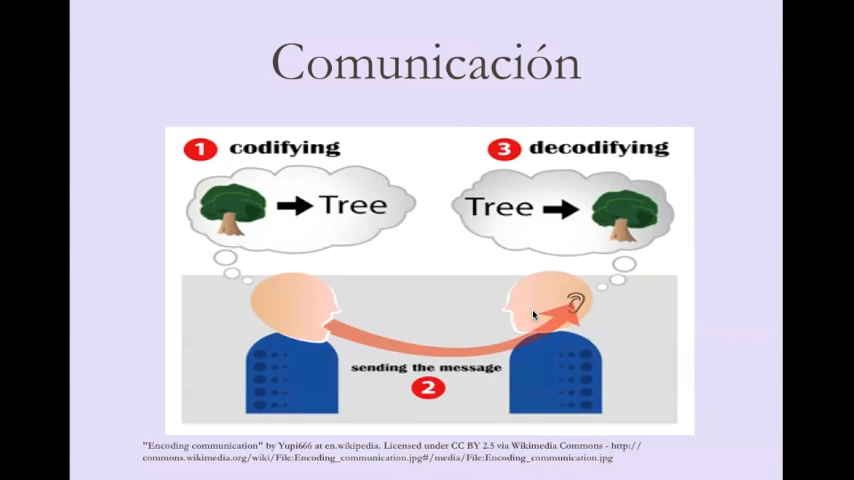 Comunicación
1 codifying
3 decodifying
Tree
Tree
sending the message
2
"Encoding communication" by Yupi666 at en.wikipedia. Licensed under CC BY 2.5 via Wikimedia Commons - http://
commons.wikimedia.org/wiki/File:Encoding_communication.jpg#/media/File:Encoding_communication.jpg